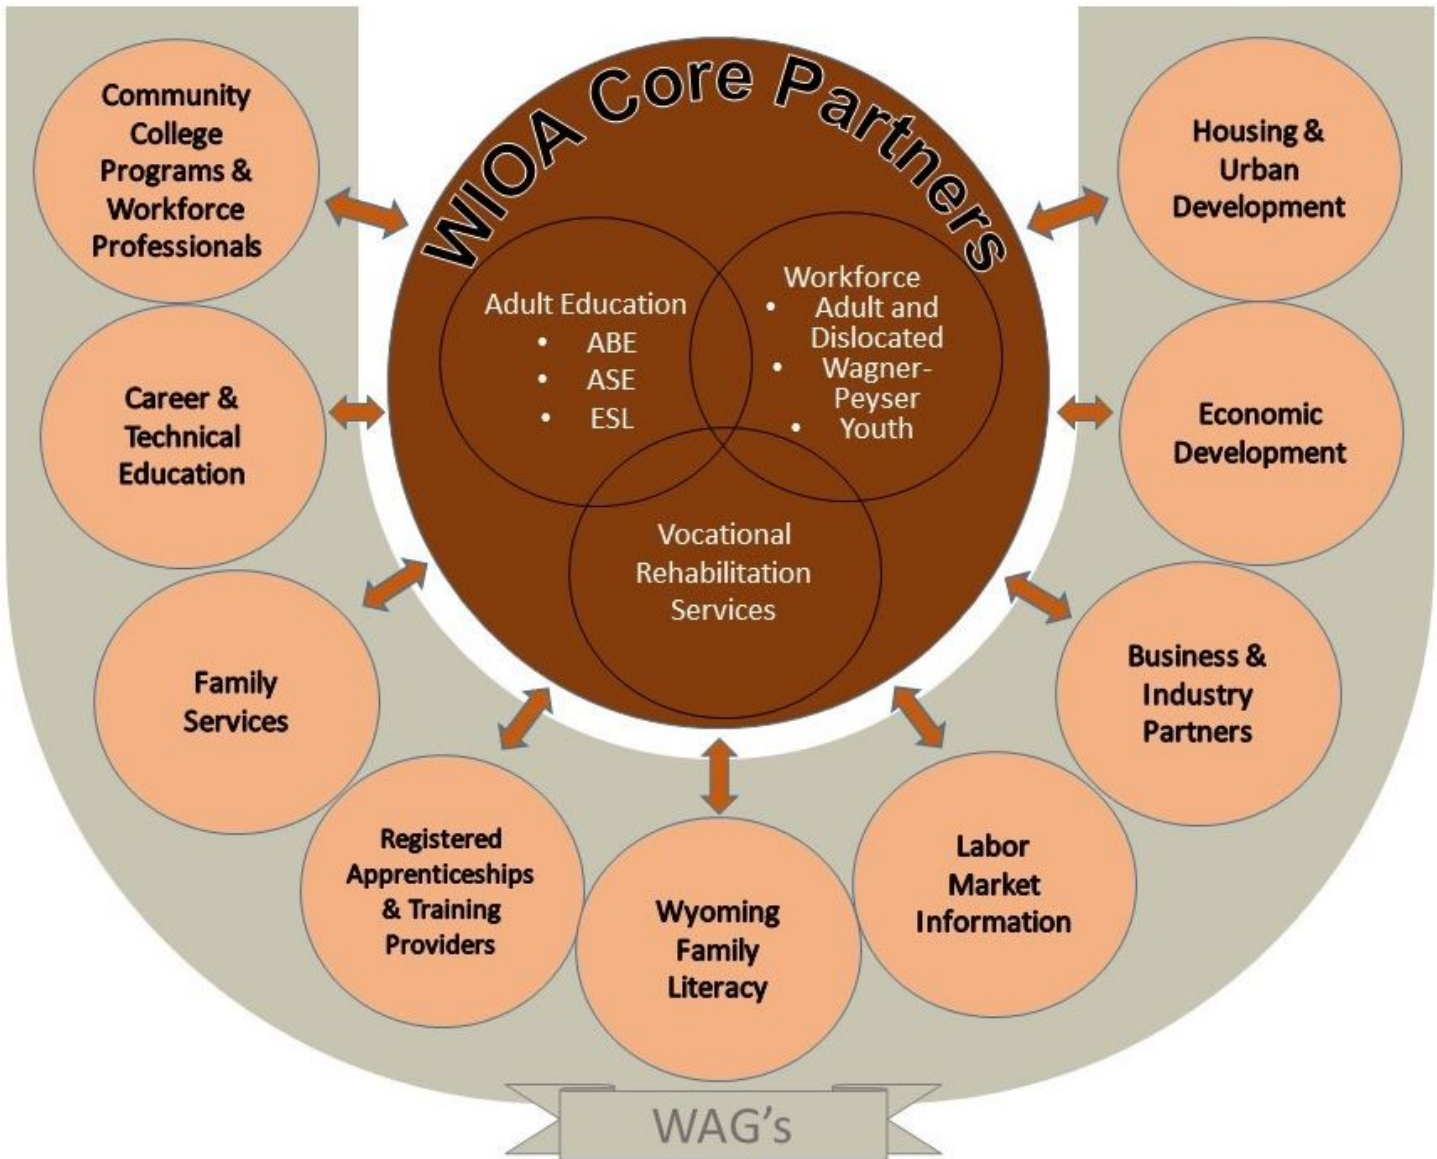 WIOA Core Partners
Community
College
Programs &
Workforce
Professionals
Career &
Technical
Education
Family
Services
Registered
Apprenticeships
& Training
Providers
Wyoming
Family
Literacy
Labor
Market
Information
Business &
Industry
Partners
Economic
Development
Housing &
Urban
Development
Adult Education
• ABE
• ASE
• ESL
Workforce
• Adult and
Dislocated
• Wagner-
Peyser
• Youth
Vocational
Rehabilitation
Services
WAG's